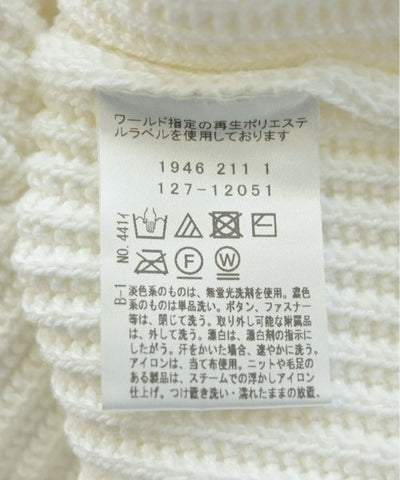 ワールド指定の再生ポリエステ
ルラベルを使用しております
1946 211 1
127-12051
NO. 441イ
F W
B-1
淡色系のものは、無蛍光洗剤を使用。濃色
系のものは単品洗い。ボタン、ファスナー
等は、閉じて洗う。取り外し可能な附属品
は、外して洗う。漂白は、漂白剤の指示に
したがう。汗をかいた場合、速やかに洗う。
アイロンは、当て布使用。ニットや毛足の
ある製品は、スチームでの浮かしアイロン
仕上げ。つけ置き洗い・濡れたままの放置、